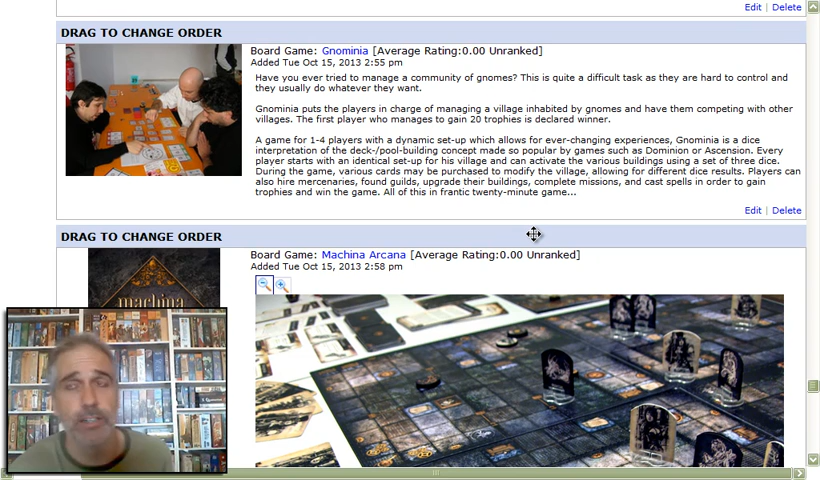 Edit | Delete
DRAG TO CHANGE ORDER
Board Game: Gnominia [Average Rating:0.00 Unranked]
Added Tue Oct 15, 2013 2:55 pm
Have you ever tried to manage a community of gnomes? This is quite a difficult task as they are hard to control and
they usually do whatever they want.
Gnominia puts the players in charge of managing a village inhabited by gnomes and have them competing with other
villages. The first player who manages to gain 20 trophies is declared winner.
A game for 1-4 players with a dynamic set-up which allows for ever-changing experiences, Gnominia is a dice
interpretation of the deck-/pool-building concept made so popular by games such as Dominion or Ascension. Every
player starts with an identical set-up for his village and can activate the various buildings using a set of three dice.
During the game, various cards may be purchased to modify the village, allowing for different dice results. Players can
also hire mercenaries, found guilds, upgrade their buildings, complete missions, and cast spells in order to gain
trophies and win the game. All of this in frantic twenty-minute game...
Edit | Delete
DRAG TO CHANGE ORDER
Board Game: Machina Arcana [Average Rating:0.00 Unranked]
Added Tue Oct 15, 2013 2:58 pm
machina